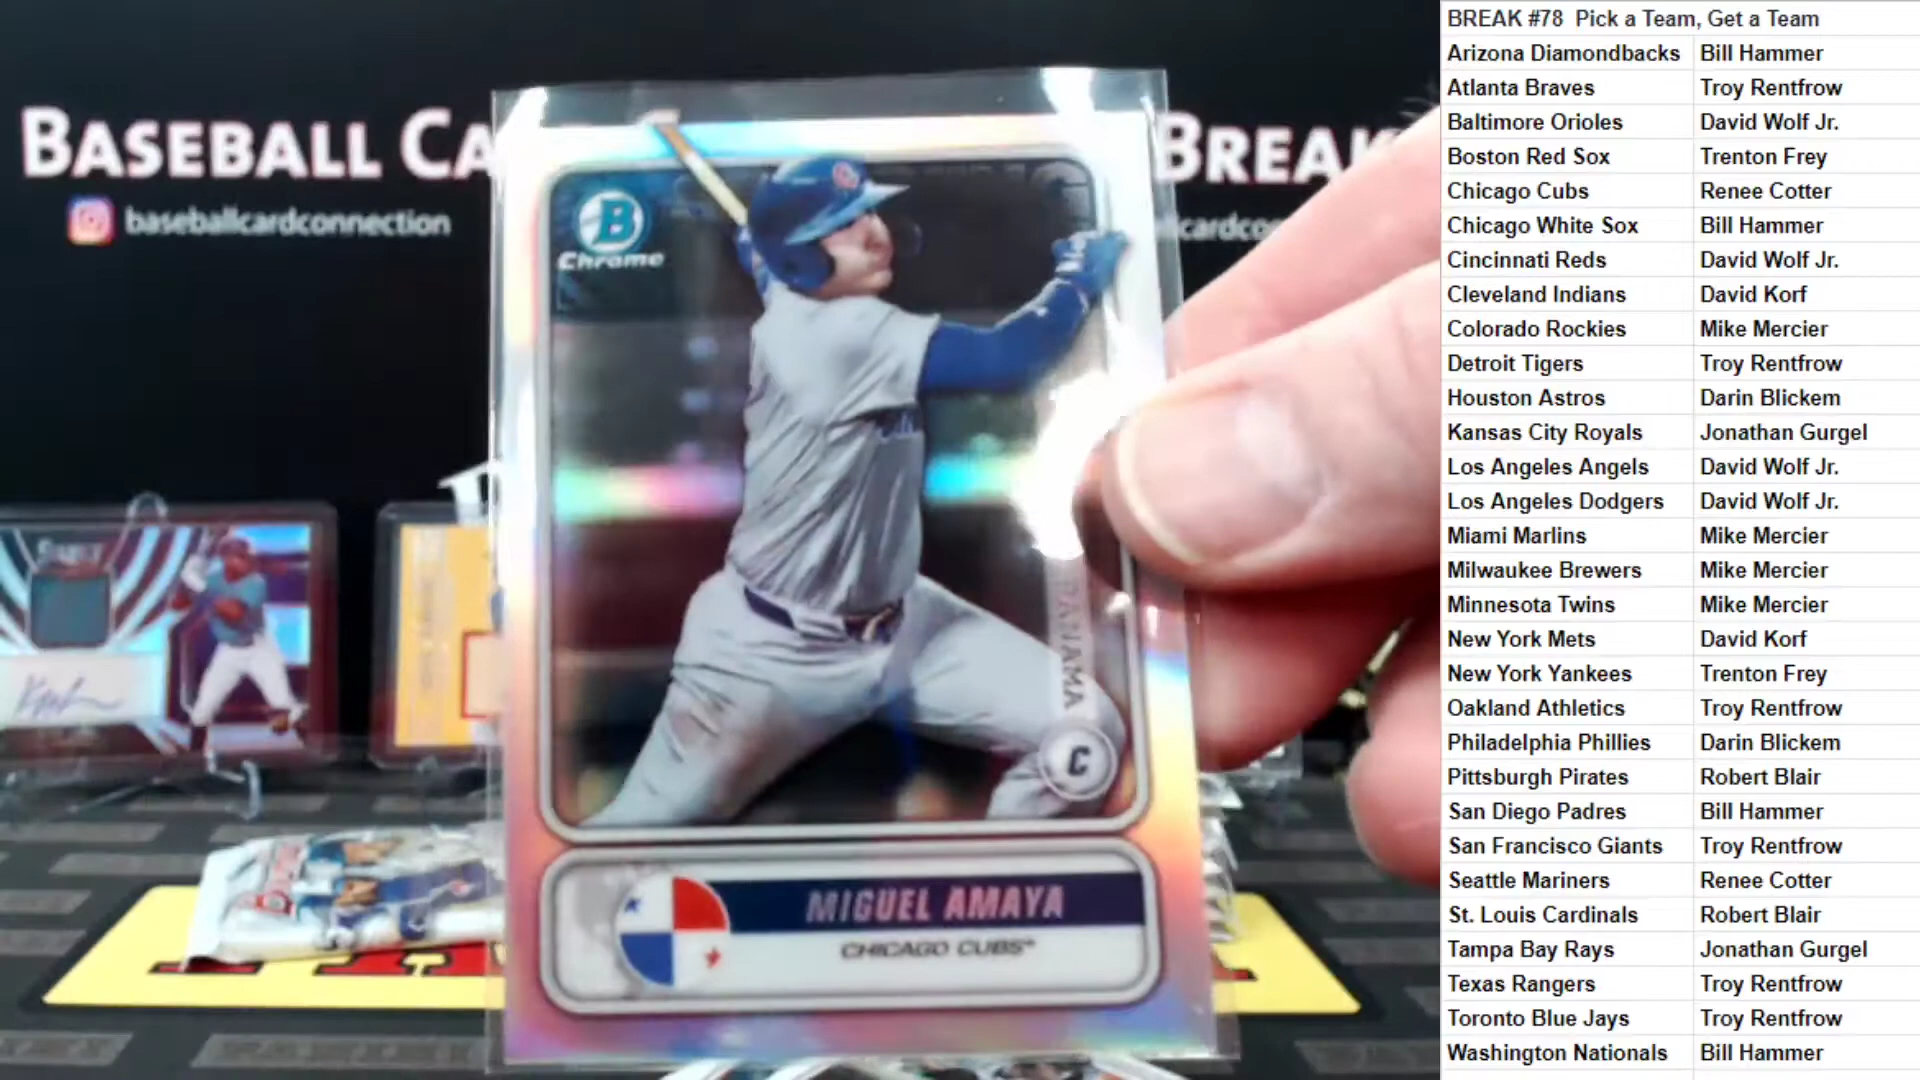 BASEBALL CA
BREAK
baseballcardconnection
B
Chrome
PANAMA
C
MIGUEL AMAYA
CHICAGO CUBS
BREAK #78 Pick a Team, Get a Team
Arizona Diamondbacks Bill Hammer
Atlanta Braves Troy Rentfrow
Baltimore Orioles David Wolf Jr.
Boston Red Sox Trenton Frey
Chicago Cubs Renee Cotter
Chicago White Sox Bill Hammer
Cincinnati Reds David Wolf Jr.
Cleveland Indians David Korf
Colorado Rockies Mike Mercier
Detroit Tigers Troy Rentfrow
Houston Astros Darin Blickem
Kansas City Royals Jonathan Gurgel
Los Angeles Angels David Wolf Jr.
Los Angeles Dodgers David Wolf Jr.
Miami Marlins Mike Mercier
Milwaukee Brewers Mike Mercier
Minnesota Twins Mike Mercier
New York Mets David Korf
New York Yankees Trenton Frey
Oakland Athletics Troy Rentfrow
Philadelphia Phillies Darin Blickem
Pittsburgh Pirates Robert Blair
San Diego Padres Bill Hammer
San Francisco Giants Troy Rentfrow
Seattle Mariners Renee Cotter
St. Louis Cardinals Robert Blair
Tampa Bay Rays Jonathan Gurgel
Texas Rangers Troy Rentfrow
Toronto Blue Jays Troy Rentfrow
Washington Nationals Bill Hammer